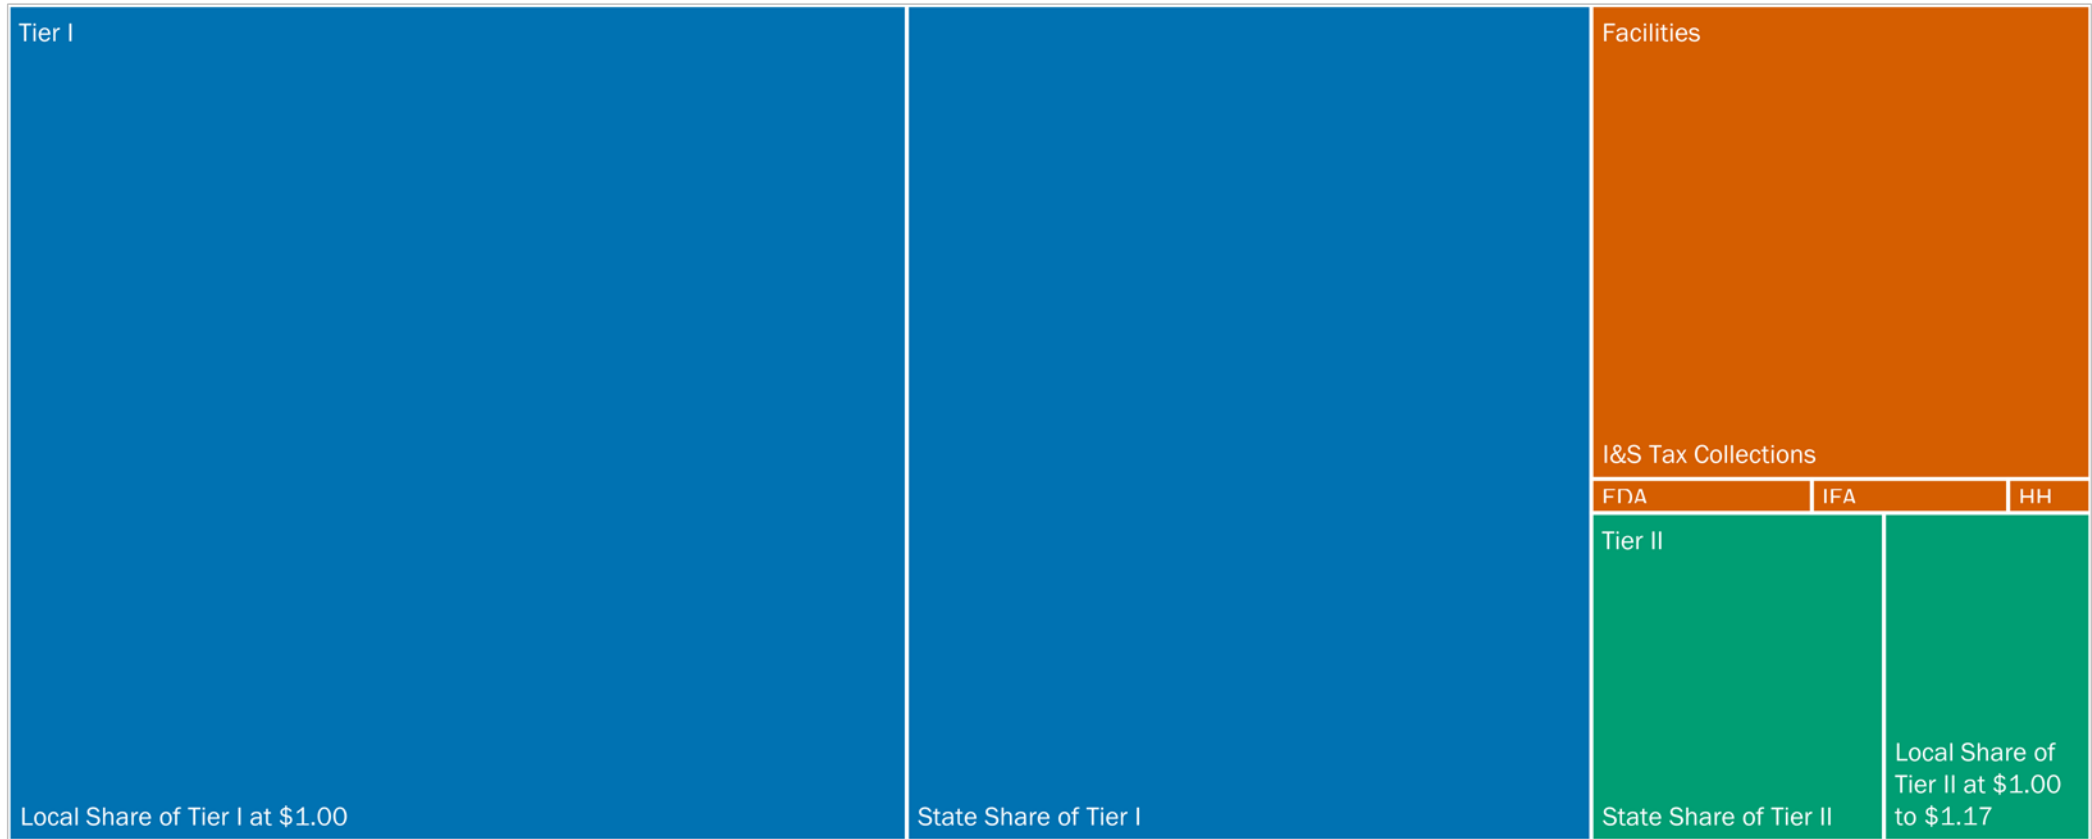 Tier I
Local Share of Tier I at $1.00
State Share of Tier I
Facilities
I&S Tax Collections
EDA
IFA
HH
Tier II
State Share of Tier II
Local Share of
Tier II at $1.00
to $1.17